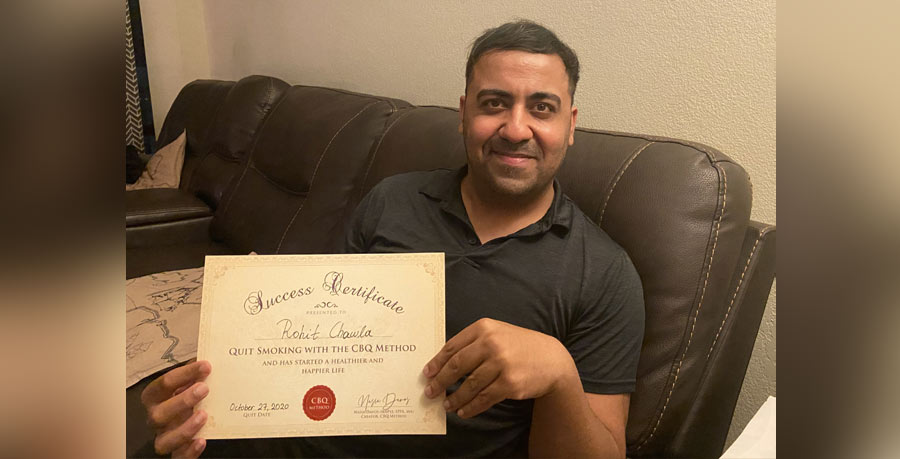 Success Certificate
PRESENTED TO
Rohit Chawla
QUIT SMOKING WITH THE CBQ METHOD
AND HAS STARTED A HEALTHIER AND
HAPPIER LIFE
October 27, 2020
QUIT DATE
CBQ
METHOD
CREATOR, CBQ METHOD